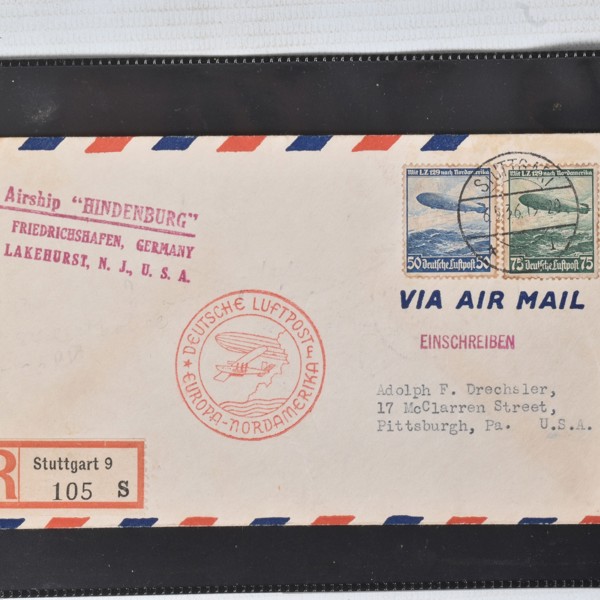 Airship "HINDENBURG"
FRIEDRICHSHAFEN, GERMANY
LAKEHURST, N. J., U. S. A.
Mit L.Z. 129 nach Nordamerika
50 Deutsche Luftpost 50
Mit L.Z. 129 nach Nordamerika
75 Deutsche Luftpost 75
STUTTGART
VIA AIR MAIL
EINSCHREIBEN
DEUTSCHE LUFTPOST
EUROPA-NORDAMERIKA
Adolph F. Drechsler,
17 McClarren Street,
Pittsburgh, Pa. U.S.A.
R
Stuttgart 9
105 S